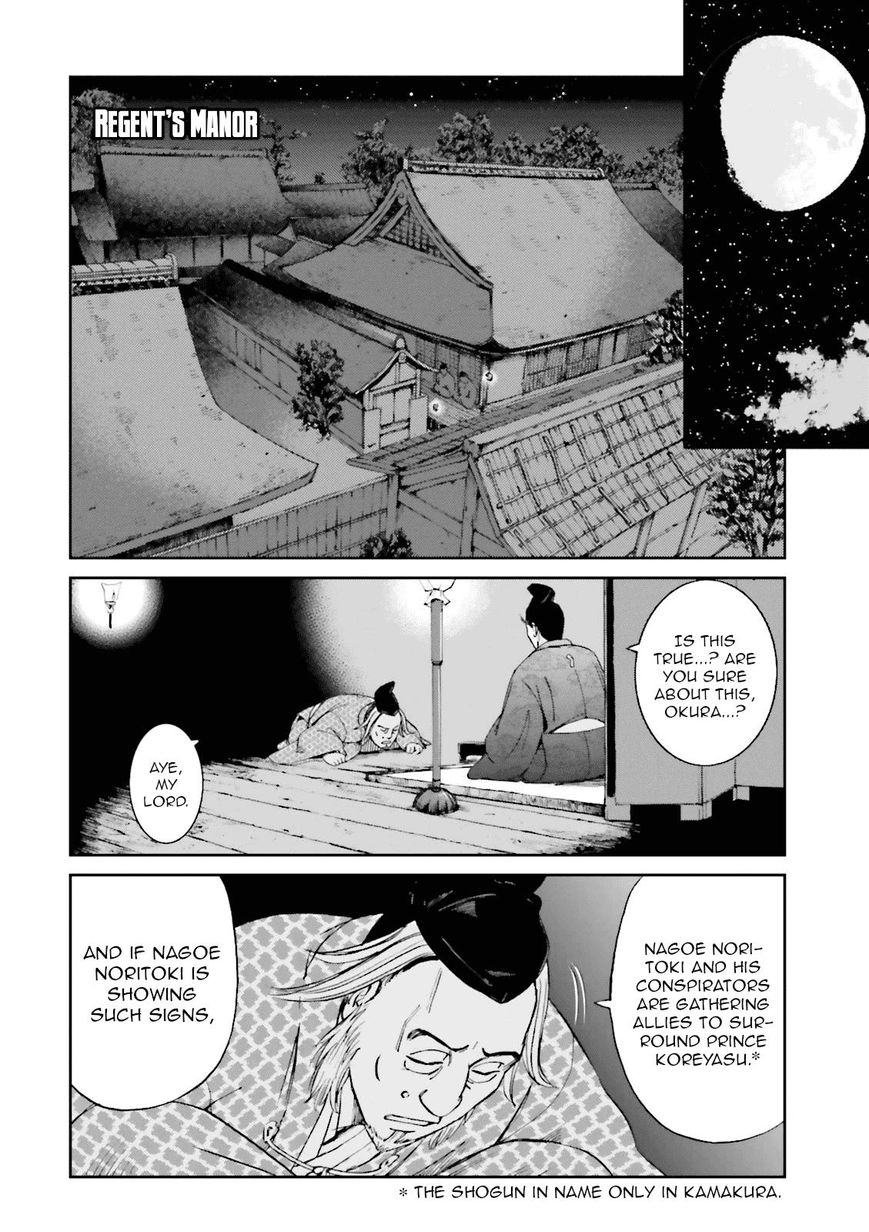 REGENT'S MANOR
IS THIS
TRUE...? ARE
YOU SURE
ABOUT THIS,
OKURA...?
AYE,
MY
LORD.
NAGOE NORI-
TOKI AND HIS
CONSPIRATORS
ARE GATHERING
ALLIES TO SUR-
ROUND PRINCE
KOREYASU.*
AND IF NAGOE
NORITOKI IS
SHOWING
SUCH SIGNS,
* THE SHOGUN IN NAME ONLY IN KAMAKURA.